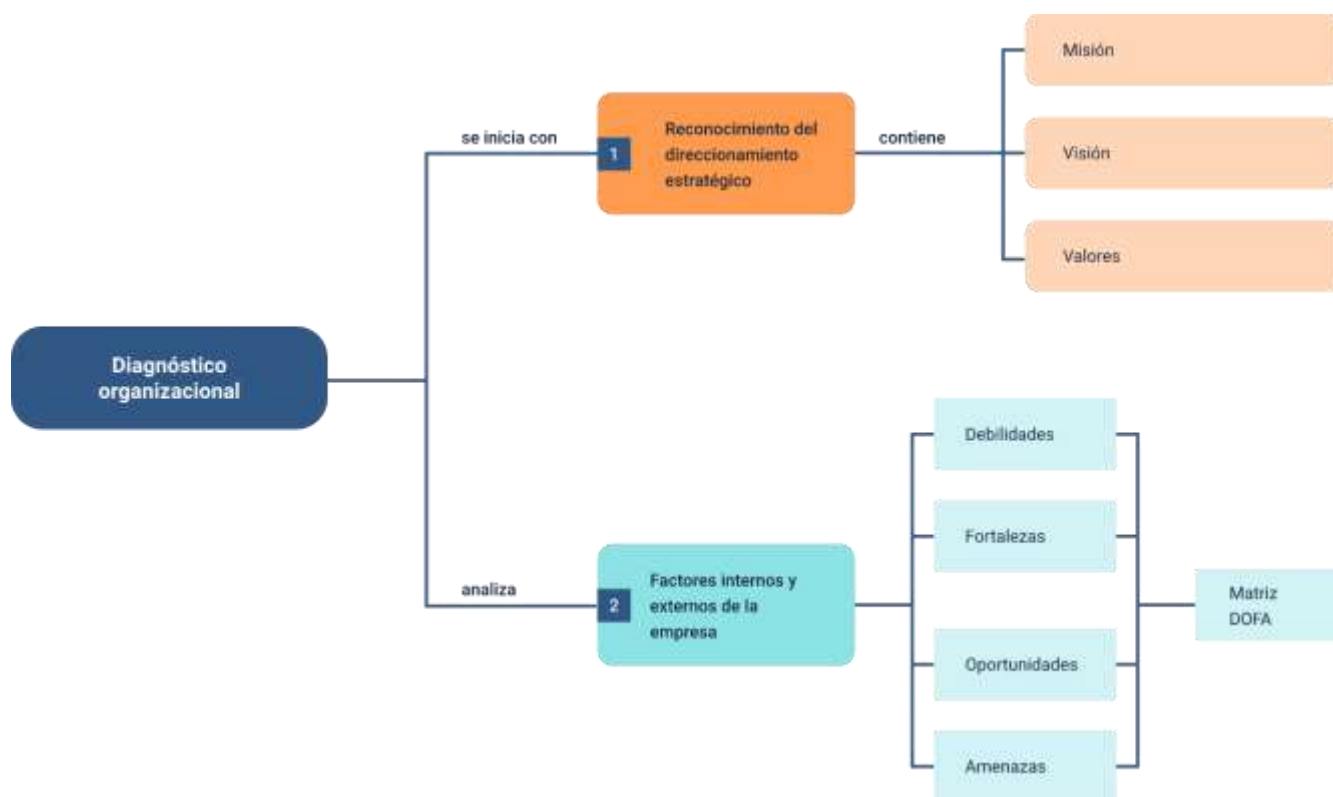 Diagnóstico
organizacional
se inicia con
1
Reconocimiento del
direccionamiento
estratégico
contiene
Misión
Visión
Valores
analiza
2
Factores internos y
externos de la
empresa
Debilidades
Fortalezas
Oportunidades
Amenazas
Matriz
DOFA